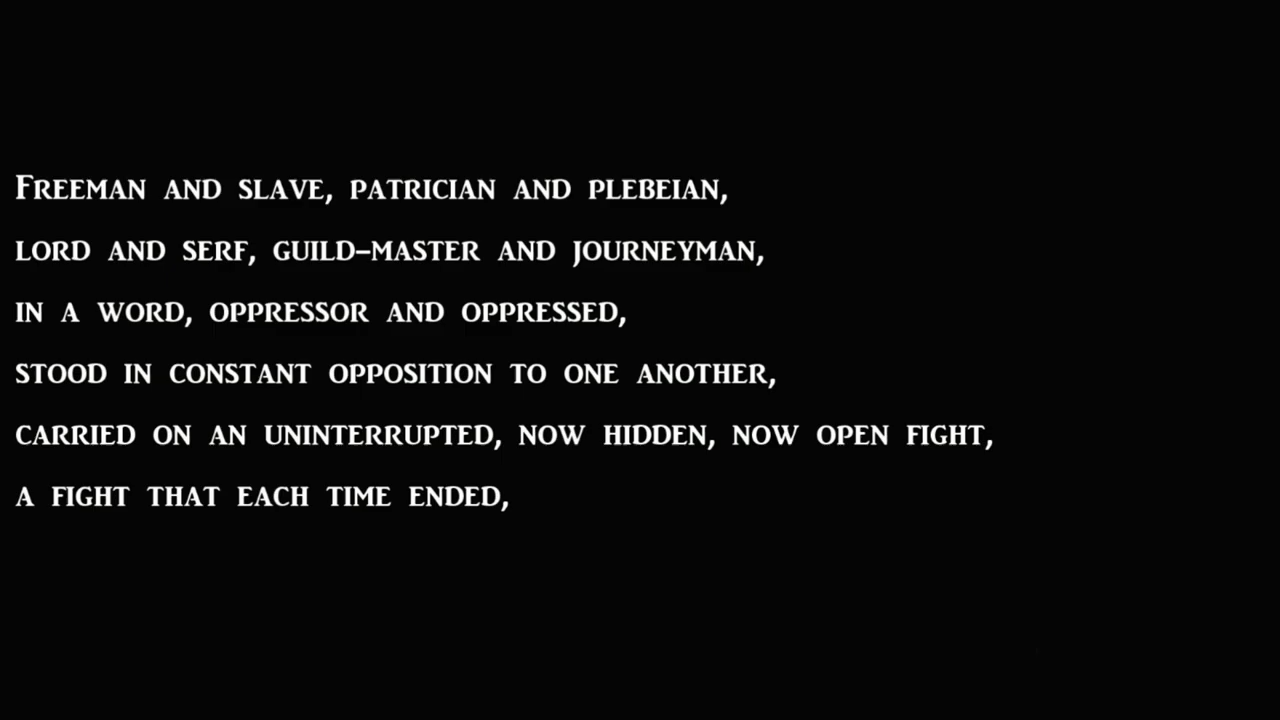 Freeman and slave, patrician and plebeian,
lord and serf, guild-master and journeyman,
in a word, oppressor and oppressed,
stood in constant opposition to one another,
carried on an uninterrupted, now hidden, now open fight,
a fight that each time ended,